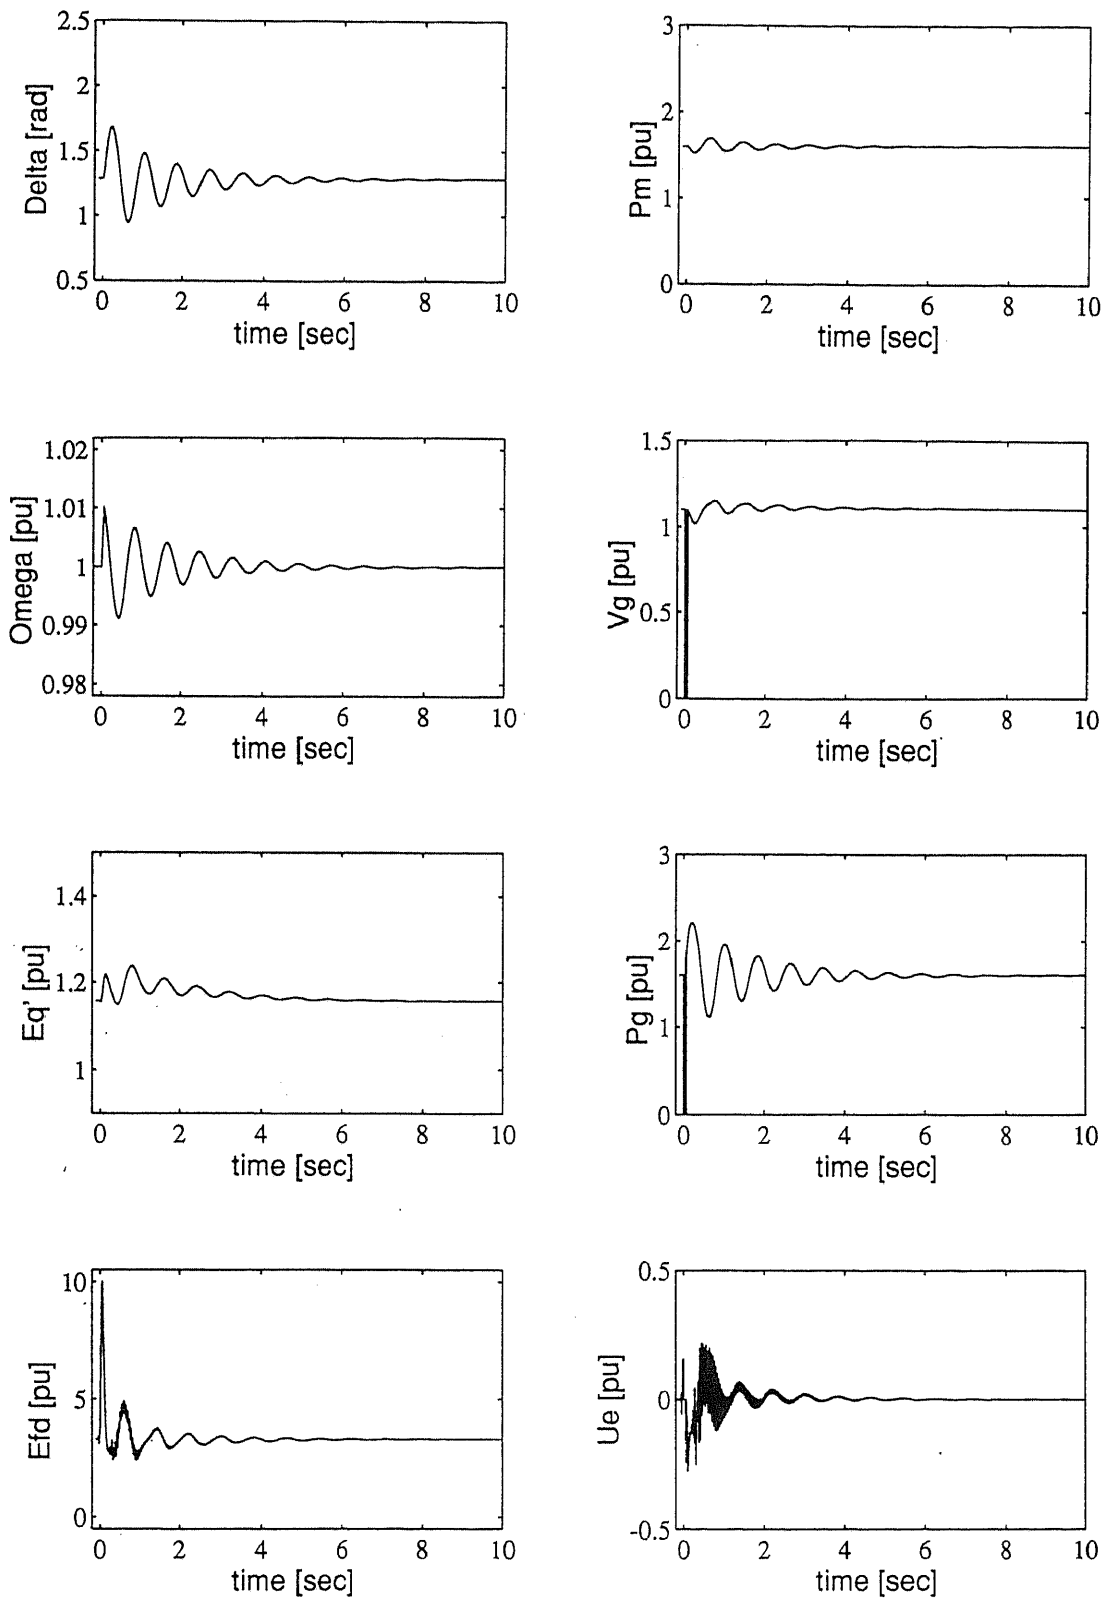 2.5
2
1.5
1
0.5
Delta [rad]
0 2 4 6 8 10
time [sec]
3
2
1
0
Pm [pu]
0 2 4 6 8 10
time [sec]
1.02
1.01
1
0.99
0.98
Omega [pu]
0 2 4 6 8 10
time [sec]
1.5
1
0.5
0
Vg [pu]
0 2 4 6 8 10
time [sec]
1.4
1.2
1
Eq' [pu]
0 2 4 6 8 10
time [sec]
3
2
1
0
Pg [pu]
0 2 4 6 8 10
time [sec]
10
5
0
Efd [pu]
0 2 4 6 8 10
time [sec]
0.5
0
-0.5
Ue [pu]
0 2 4 6 8 10
time [sec]